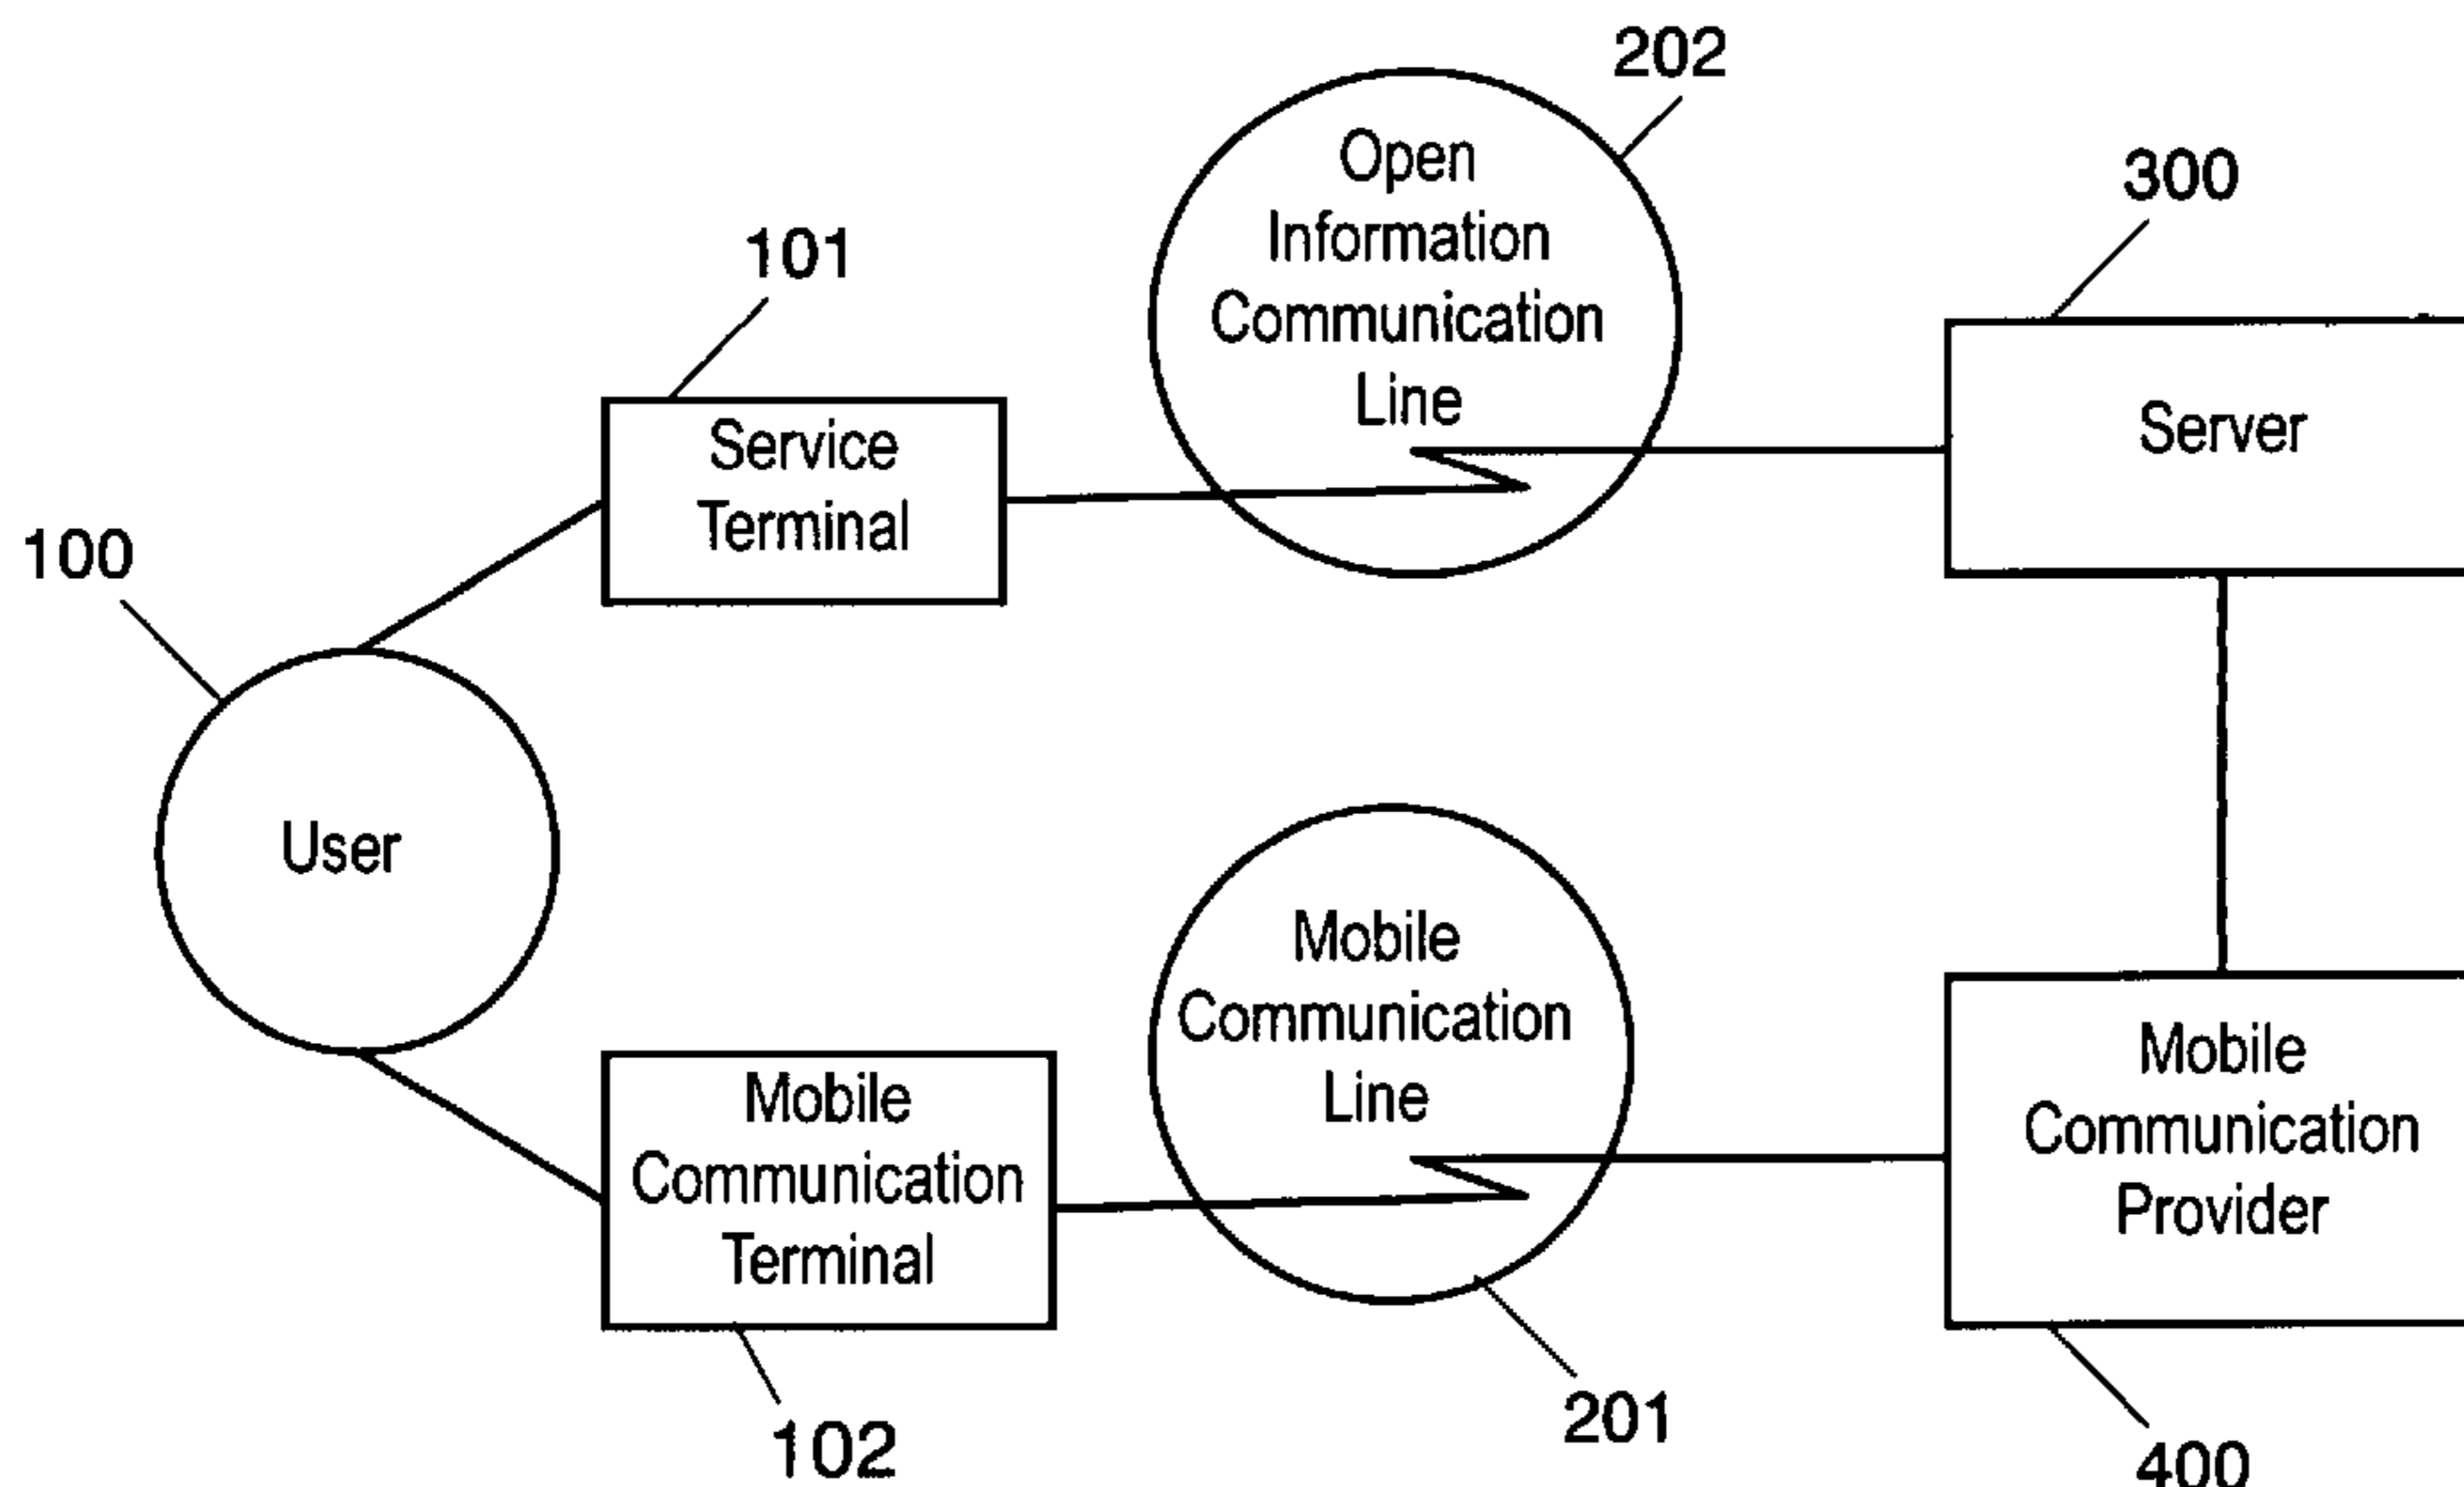 202
Open
Information
Communication
Line
300
Server
101
Service
Terminal
100
User
Mobile
Communication
Line
201
Mobile
Communication
Terminal
102
Mobile
Communication
Provider
400